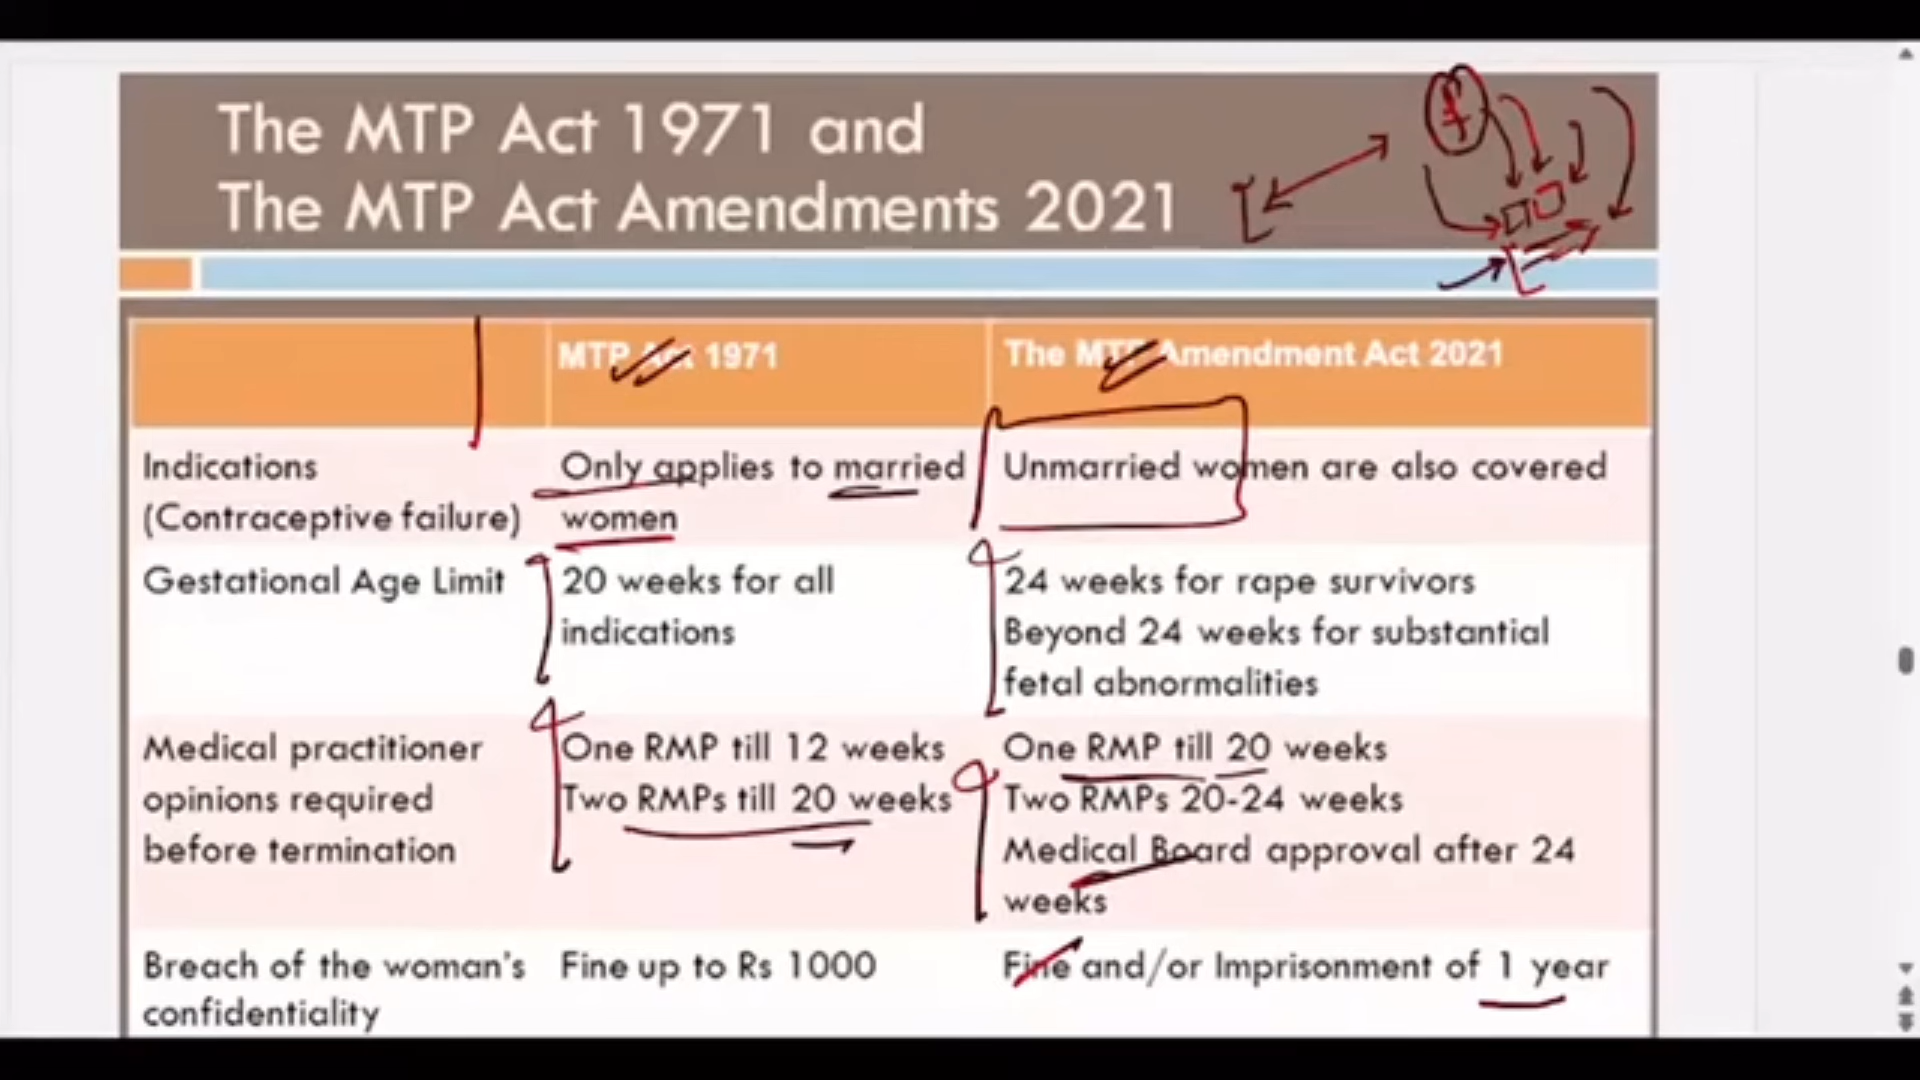 The MTP Act 1971 and
The MTP Act Amendments 2021
MTP Act 1971
The MTP Amendment Act 2021
Indications
(Contraceptive failure)
Only applies to married
women
Unmarried women are also covered
Gestational Age Limit
20 weeks for all
indications
24 weeks for rape survivors
Beyond 24 weeks for substantial
fetal abnormalities
Medical practitioner
opinions required
before termination
One RMP till 12 weeks
Two RMPs till 20 weeks
One RMP till 20 weeks
Two RMPs 20-24 weeks
Medical Board approval after 24
weeks
Breach of the woman's
confidentiality
Fine up to Rs 1000
Fine and/or Imprisonment of 1 year